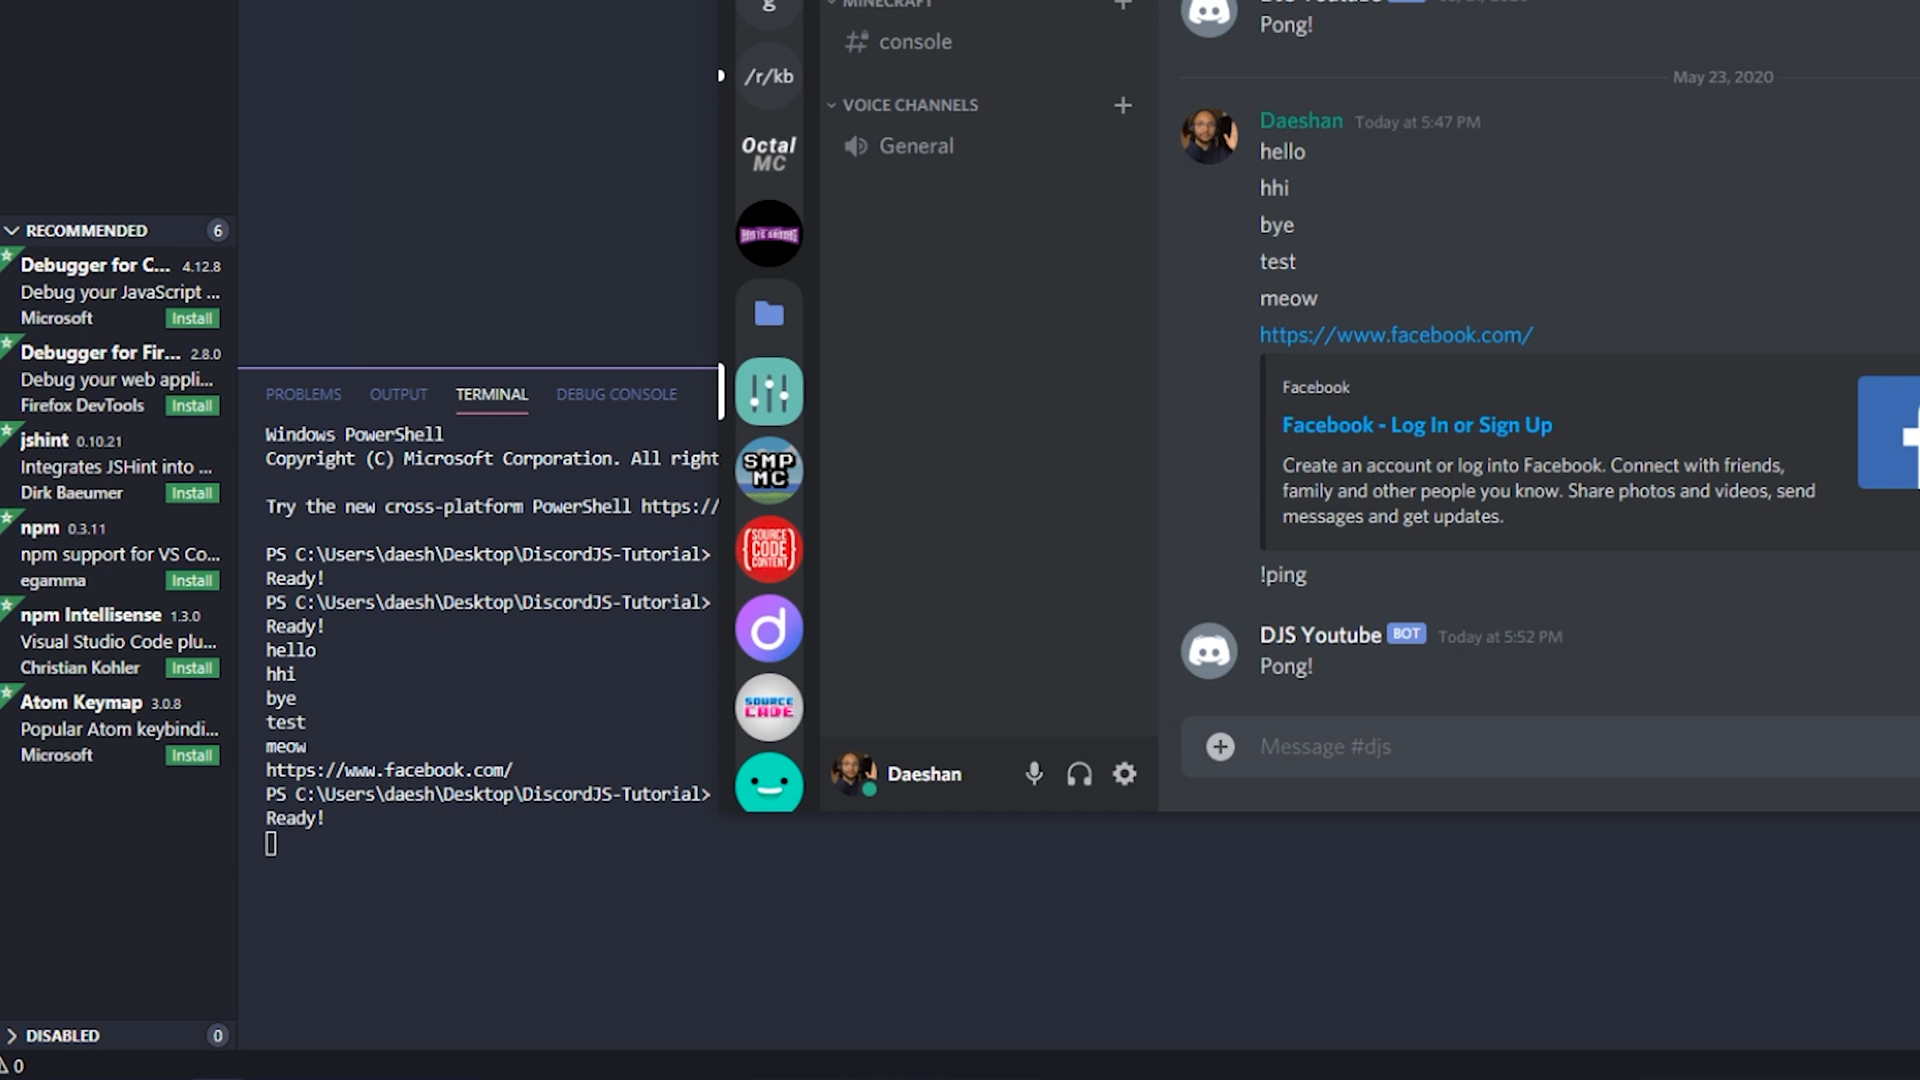 RECOMMENDED 6
Debugger for C... 4.12.8
Debug your JavaScript ...
Microsoft Install
Debugger for Fir... 2.8.0
Debug your web appli...
Firefox DevTools Install
jshint 0.10.21
Integrates JSHint into ...
Dirk Baeumer Install
npm 0.3.11
npm support for VS Co...
egamma Install
npm Intellisense 1.3.0
Visual Studio Code plu...
Christian Kohler Install
Atom Keymap 3.0.8
Popular Atom keybindi...
Microsoft Install
DISABLED 0
0
PROBLEMS OUTPUT TERMINAL DEBUG CONSOLE
Windows PowerShell
Copyright (C) Microsoft Corporation. All right
Try the new cross-platform PowerShell https://
PS C:\Users\daesh\Desktop\DiscordJS-Tutorial>
Ready!
PS C:\Users\daesh\Desktop\DiscordJS-Tutorial>
Ready!
hello
hhi
bye
test
meow
https://www.facebook.com/
PS C:\Users\daesh\Desktop\DiscordJS-Tutorial>
Ready!
g
/r/kb
Octal
MC
SMP
MC
{SOURCE
CODE
CONTENT}
d
SOURCE
CADE
MINECRAFT
console
VOICE CHANNELS
General
Daeshan
Pong!
May 23, 2020
Daeshan Today at 5:47 PM
hello
hhi
bye
test
meow
https://www.facebook.com/
Facebook
Facebook - Log In or Sign Up
Create an account or log into Facebook. Connect with friends,
family and other people you know. Share photos and videos, send
messages and get updates.
!ping
DJS Youtube BOT Today at 5:52 PM
Pong!
Message #djs